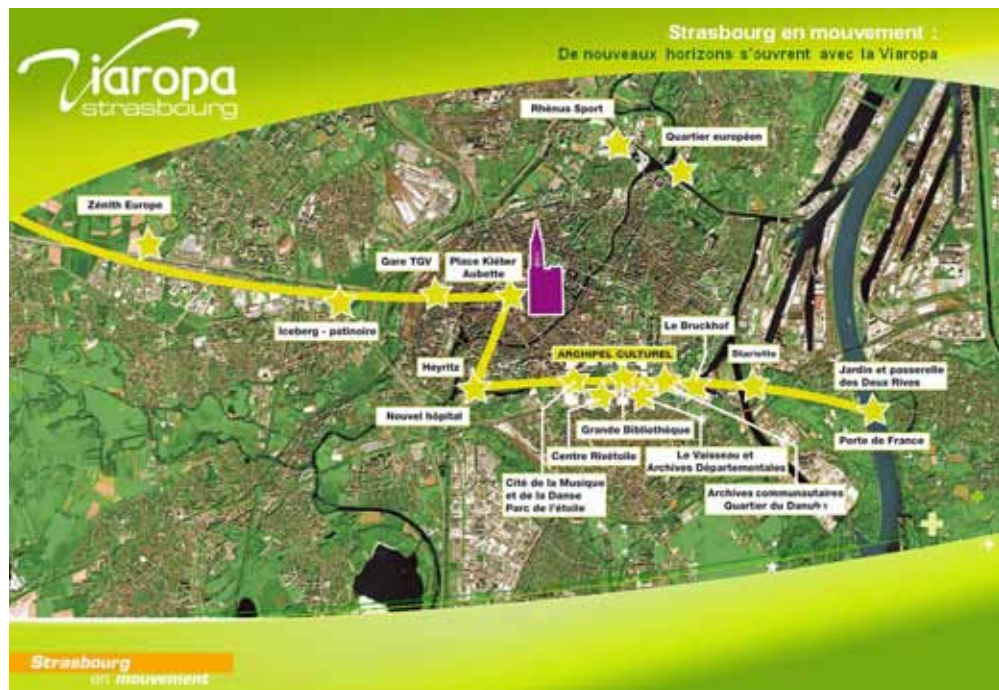 Viaropa
strasbourg
Strasbourg en mouvement :
De nouveaux horizons s'ouvrent avec la Viaropa
Rhénus Sport
Quartier européen
Zénith Europe
Gare TGV
Place Kléber
Aubette
Iceberg - patinoire
Le Bruckhof
Heyritz
ARCHIPEL CULTUREL
Starlette
Jardin et passerelle
des Deux Rives
Nouvel hôpital
Grande Bibliothèque
Porte de France
Centre Rivétoile
Le Vaisseau et
Archives Départementales
Cité de la Musique
et de la Danse
Parc de l'étoile
Archives communautaires
Quartier du
Strasbourg
en mouvement